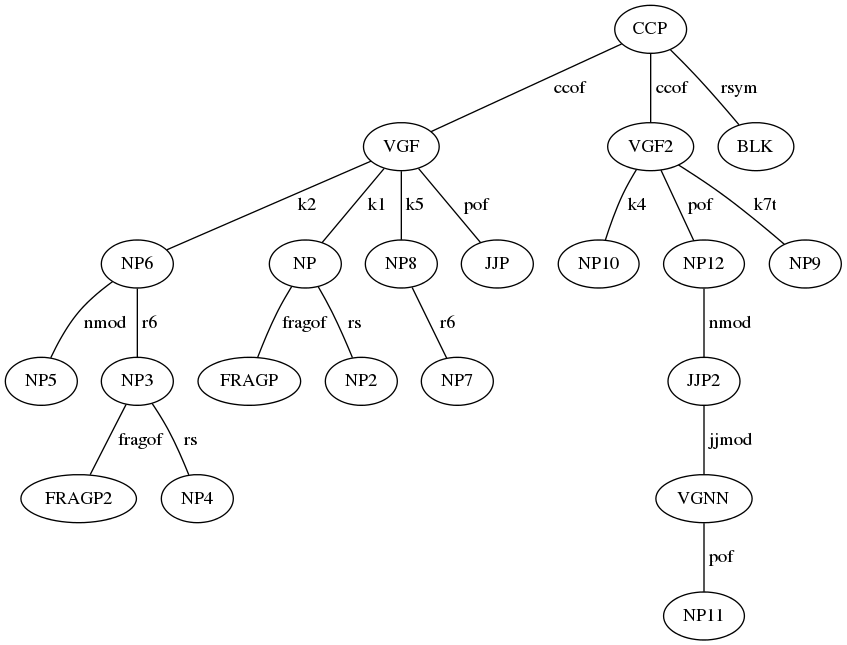 CCP
ccof ccof rsym
VGF VGF2 BLK
k2 k1 k5 pof k4 pof k7t
NP6 NP NP8 JJP NP10 NP12 NP9
nmod r6 fragof rs r6 nmod
NP5 NP3 FRAGP NP2 NP7 JJP2
fragof rs jjmod
FRAGP2 NP4 VGNN
pof
NP11